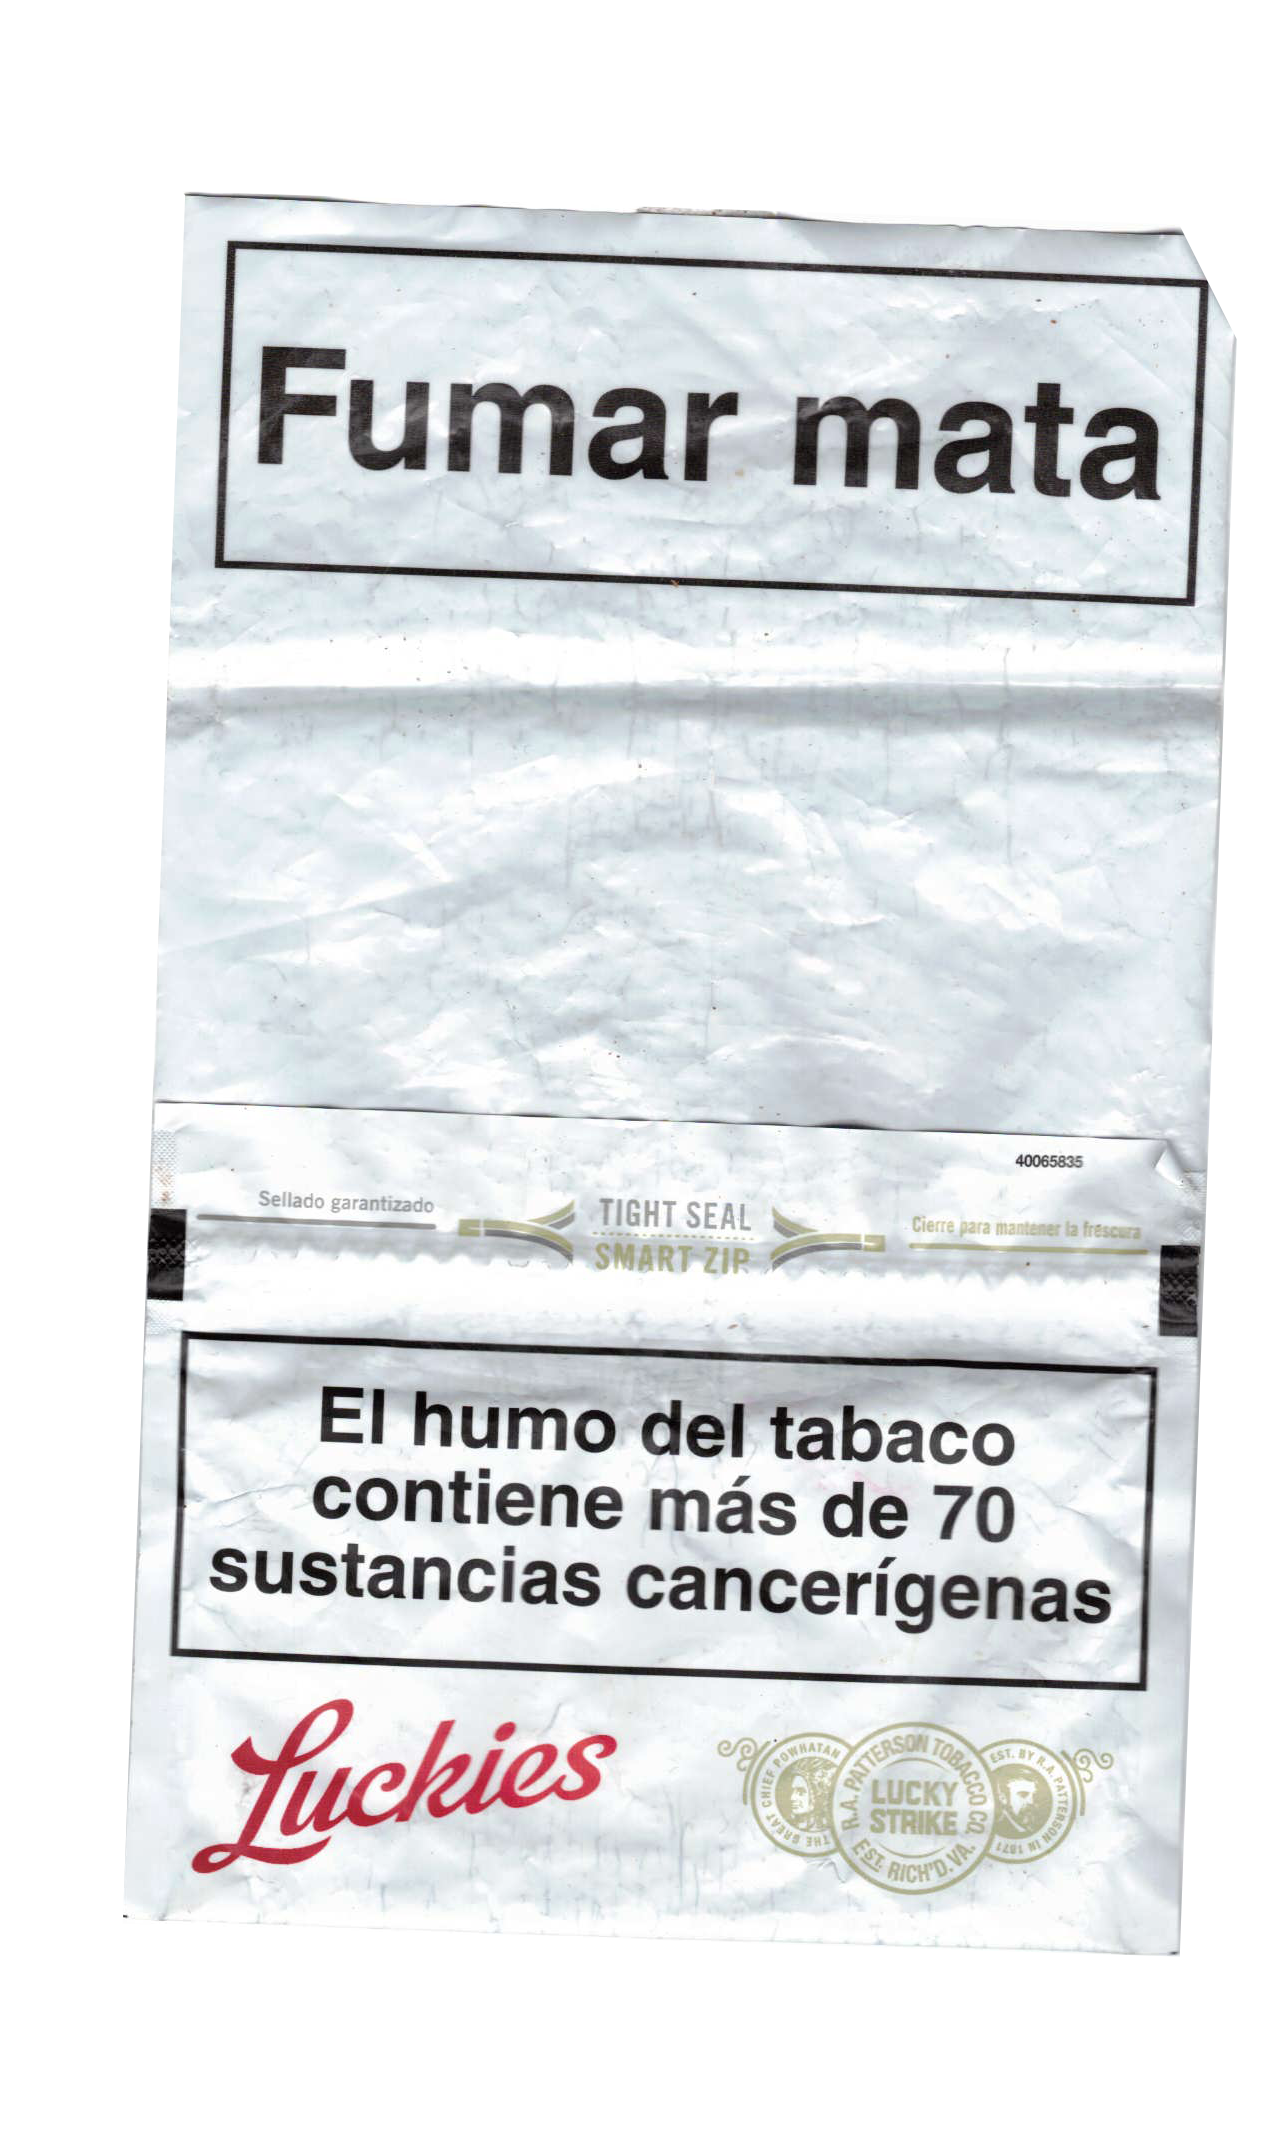 Fumar mata
40065835
Sellado garantizado
TIGHT SEAL
SMART ZIP
Cierre para mantener la frescura
El humo del tabaco
contiene más de 70
sustancias cancerígenas
Luckies
THE GREAT CHIEF POWHATAN
R.A. PATTERSON TOBACCO CO.
LUCKY
STRIKE
EST. RICH'D. VA.
EST. BY R.A. PATTERSON IN 1871